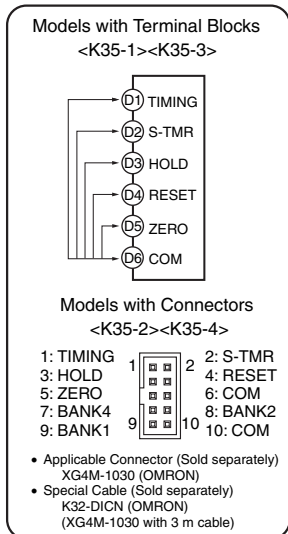 Models with Terminal Blocks
<K35-1><K35-3>
D1 TIMING
D2 S-TMR
D3 HOLD
D4 RESET
D5 ZERO
D6 COM
Models with Connectors
<K35-2><K35-4>
1: TIMING 1 2 2: S-TMR
3: HOLD 4: RESET
5: ZERO 6: COM
7: BANK4 8: BANK2
9: BANK1 9 10 10: COM
• Applicable Connector (Sold separately)
XG4M-1030 (OMRON)
• Special Cable (Sold separately)
K32-DICN (OMRON)
(XG4M-1030 with 3 m cable)